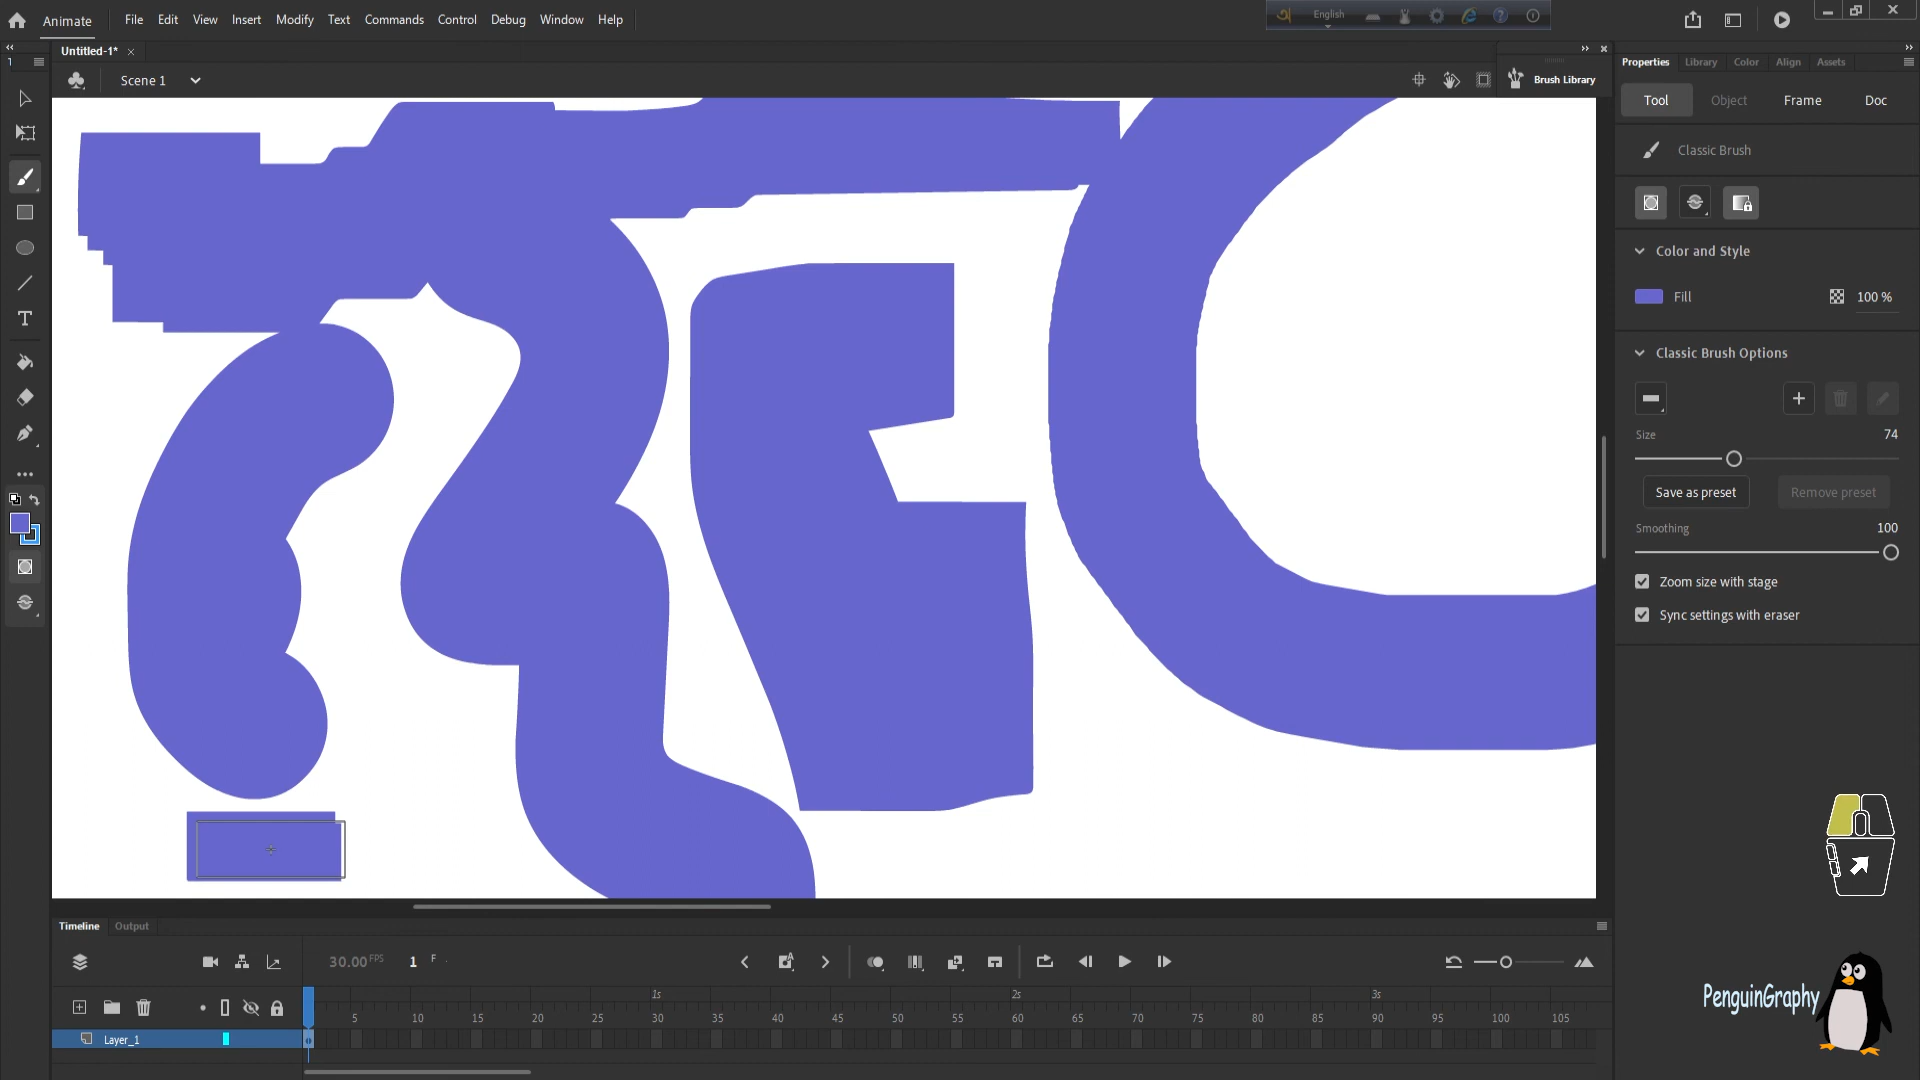 Animate File Edit View Insert Modify Text Commands Control Debug Window Help
English
Untitled-1*
Scene 1
Brush Library
Properties Library Color Align Assets
Tool Object Frame Doc
Classic Brush
Color and Style
Fill 100 %
Classic Brush Options
Size 74
Save as preset Remove preset
Smoothing 100
Zoom size with stage
Sync settings with eraser
Timeline Output
30.00 FPS 1 F
1s 2s 3s
5 10 15 20 25 30 35 40 45 50 55 60 65 70 75 80 85 90 95 100 105
Layer_1
PenguinGraphy